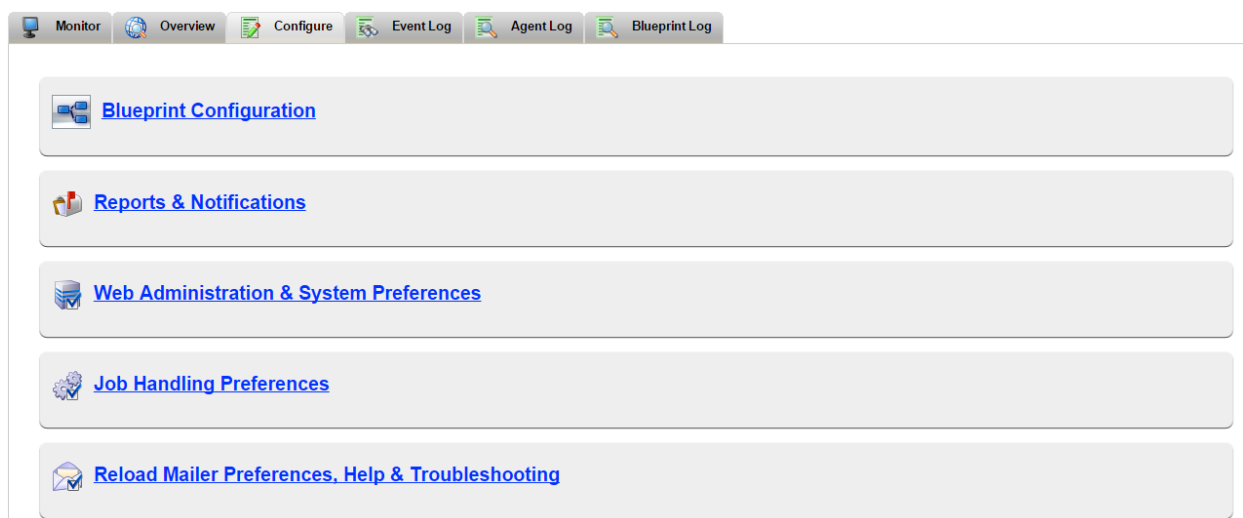 Monitor Overview Configure Event Log Agent Log Blueprint Log
Blueprint Configuration
Reports & Notifications
Web Administration & System Preferences
Job Handling Preferences
Reload Mailer Preferences, Help & Troubleshooting